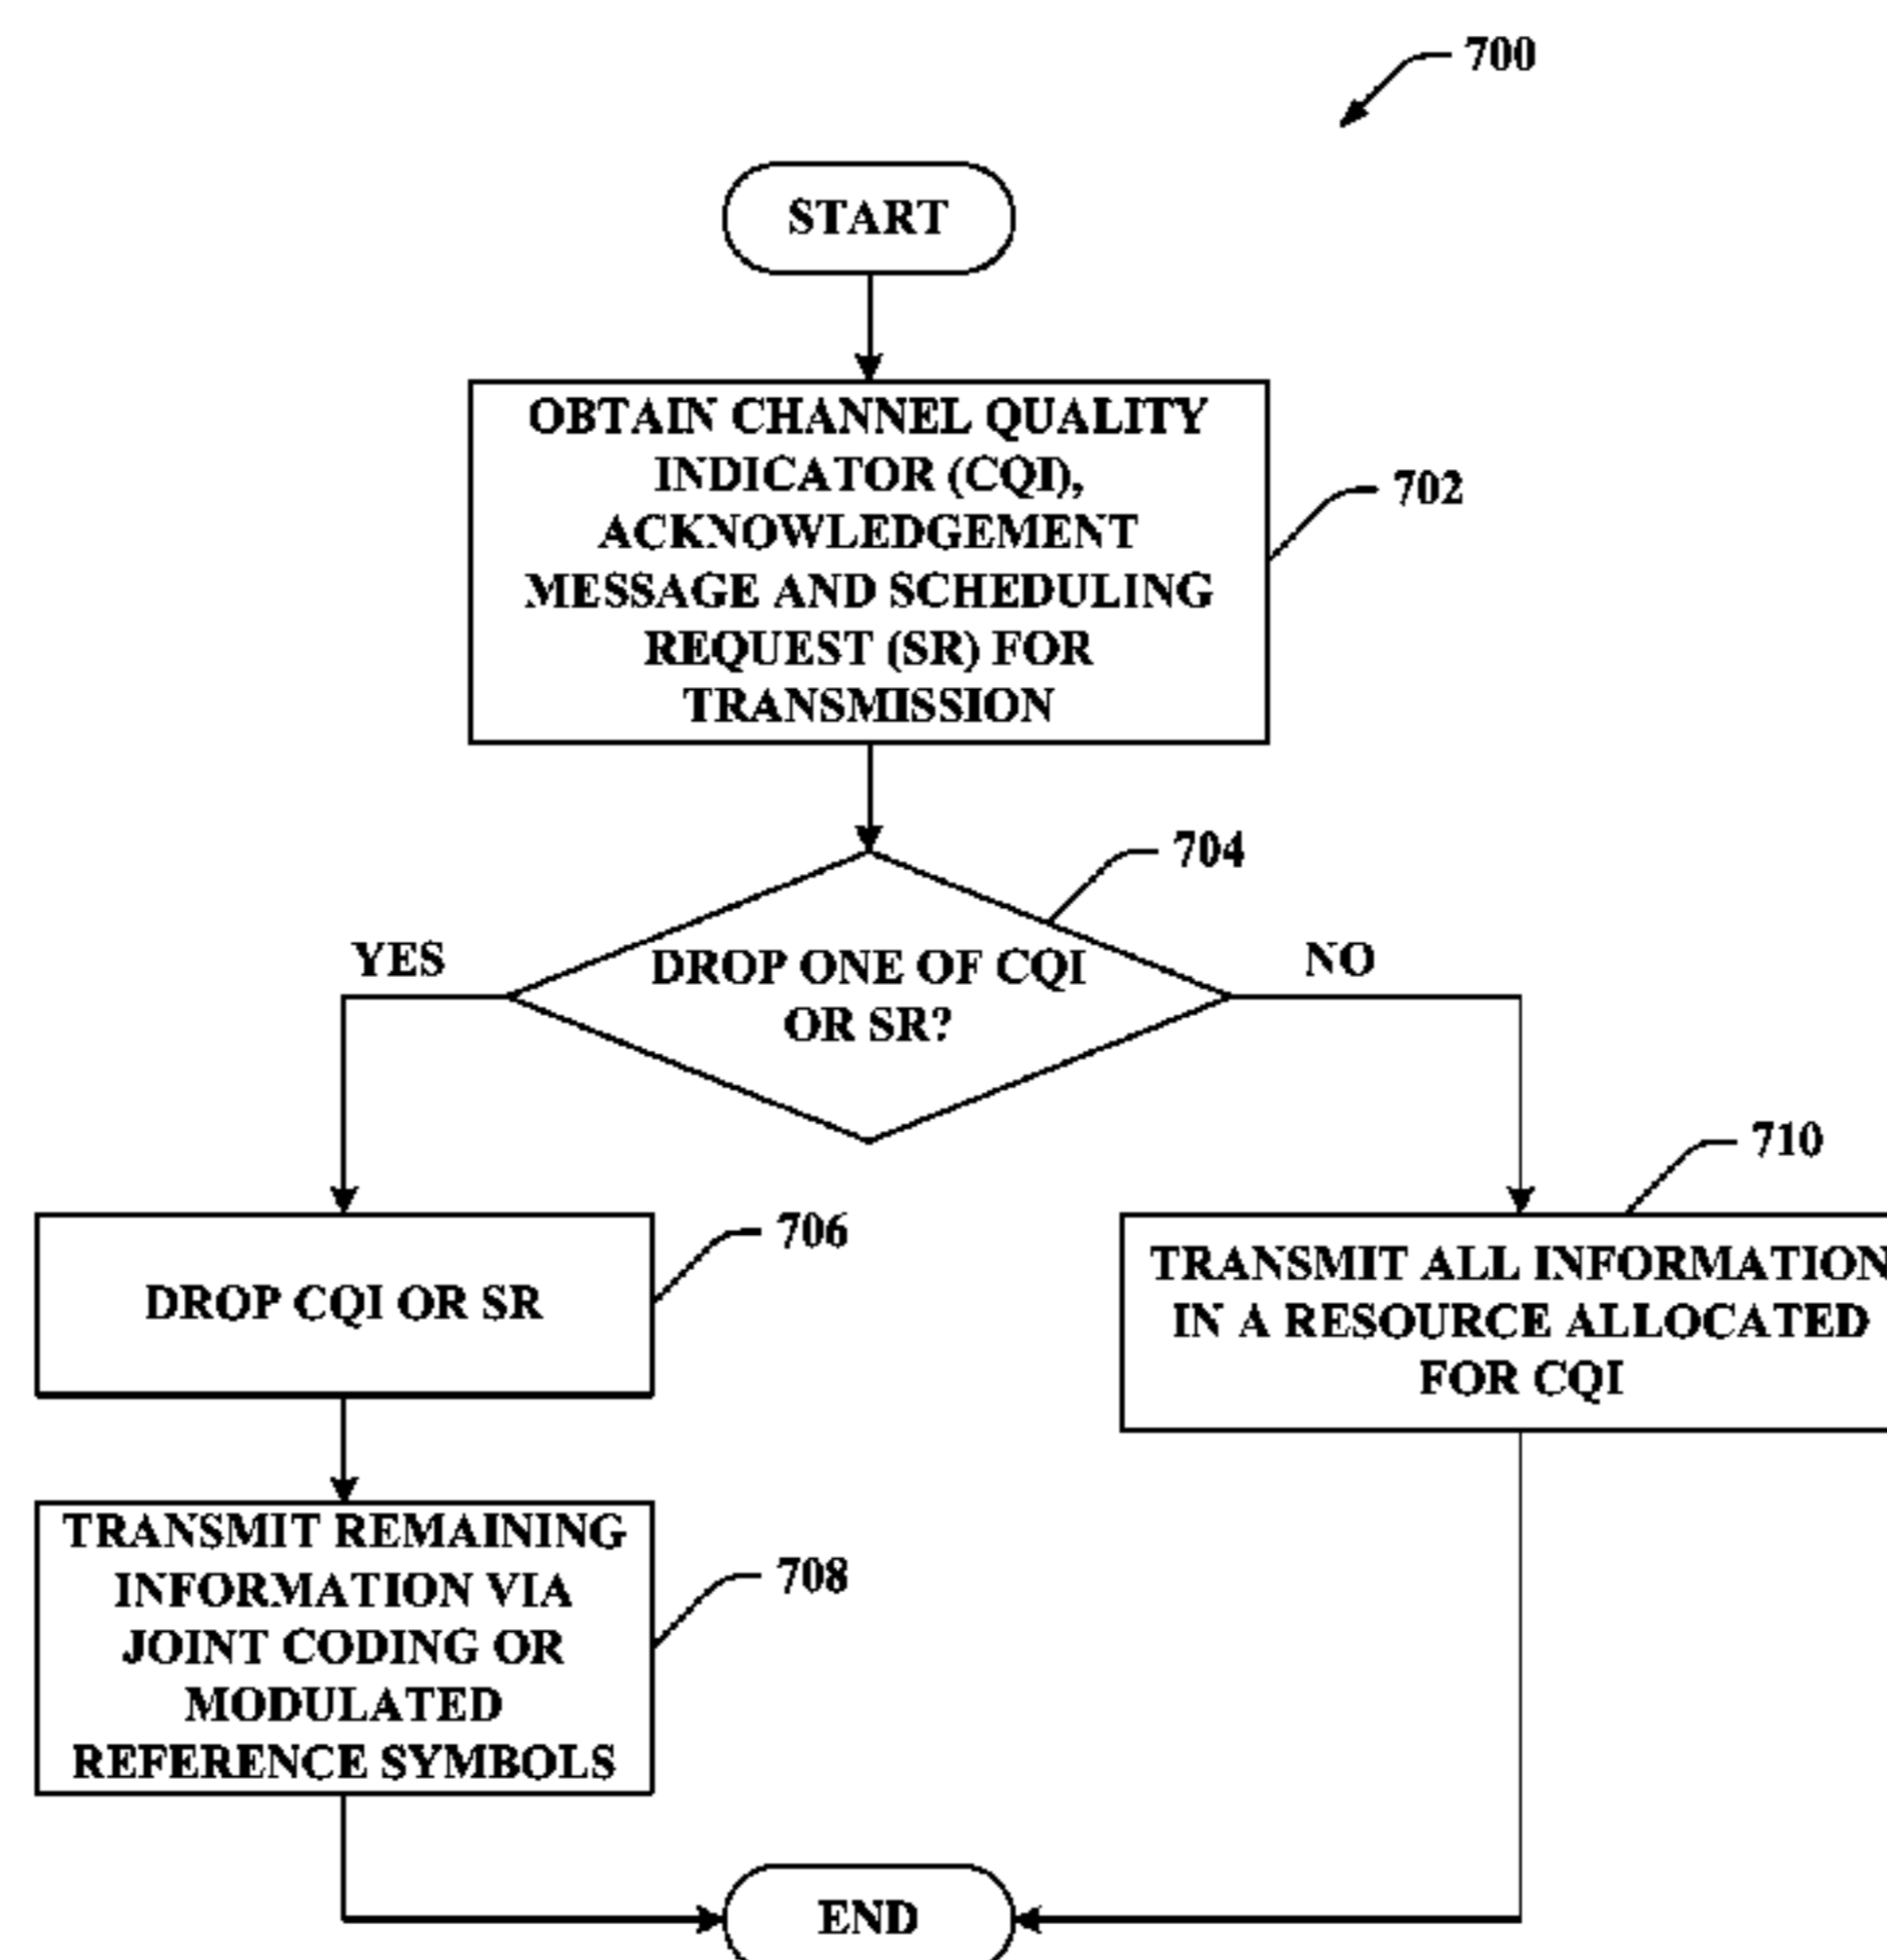 700
START
OBTAIN CHANNEL QUALITY
INDICATOR (CQI),
ACKNOWLEDGEMENT
MESSAGE AND SCHEDULING
REQUEST (SR) FOR
TRANSMISSION
702
704
YES
DROP ONE OF CQI
OR SR?
NO
706
DROP CQI OR SR
710
TRANSMIT ALL INFORMATION
IN A RESOURCE ALLOCATED
FOR CQI
TRANSMIT REMAINING
INFORMATION VIA
JOINT CODING OR
MODULATED
REFERENCE SYMBOLS
708
END